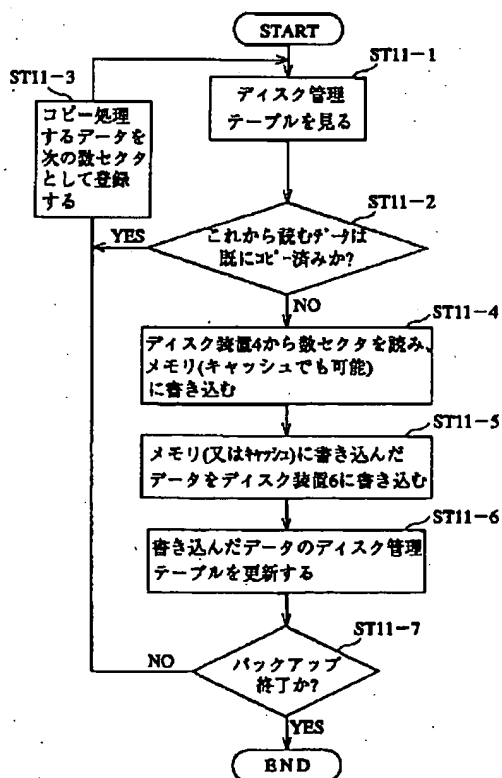 START
ST11-1
ディスク管理
テーブルを見る
ST11-3
コピー処理
するデータを
次の数セクタ
として登録
する
ST11-2
これから読むデータは
既にコピー済みか?
YES
NO
ST11-4
ディスク装置4から数セクタを読み、
メモリ(キャッシュでも可能)
に書き込む
ST11-5
メモリ(又はキャッシュ)に書き込んだ
データをディスク装置6に書き込む
ST11-6
書き込んだデータのディスク管理
テーブルを更新する
ST11-7
バックアップ
終了か?
NO
YES
END